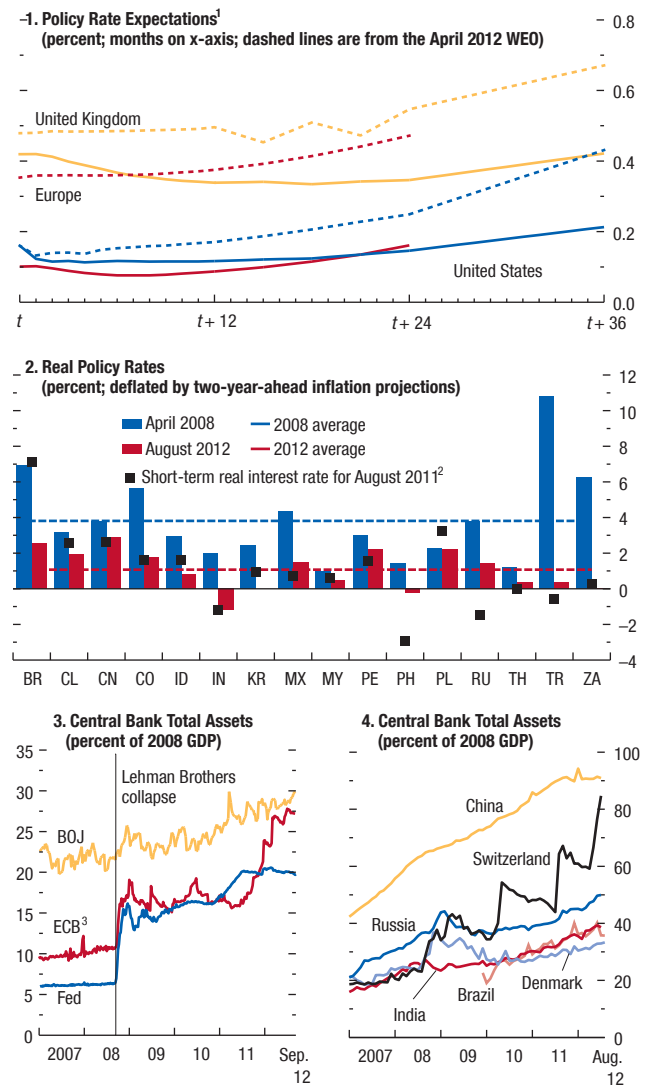 1. Policy Rate Expectations1
(percent; months on x-axis; dashed lines are from the April 2012 WEO)
0.8
United Kingdom
0.6
Europe
0.4
0.2
United States
0.0
t
t + 12
t + 24
t + 36
2. Real Policy Rates
(percent; deflated by two-year-ahead inflation projections)
12
April 2008
2008 average
10
August 2012
2012 average
8
Short-term real interest rate for August 20112
6
4
2
0
–2
–4
BR CL CN CO ID IN KR MX MY PE PH PL RU TH TR ZA
3. Central Bank Total Assets
(percent of 2008 GDP)
35
30
25
20
15
10
5
0
Lehman Brothers
collapse
BOJ
ECB3
Fed
2007 08 09 10 11 Sep.
12
4. Central Bank Total Assets
(percent of 2008 GDP)
100
80
60
40
20
0
China
Switzerland
Russia
Brazil
Denmark
India
2007 08 09 10 11 Aug.
12